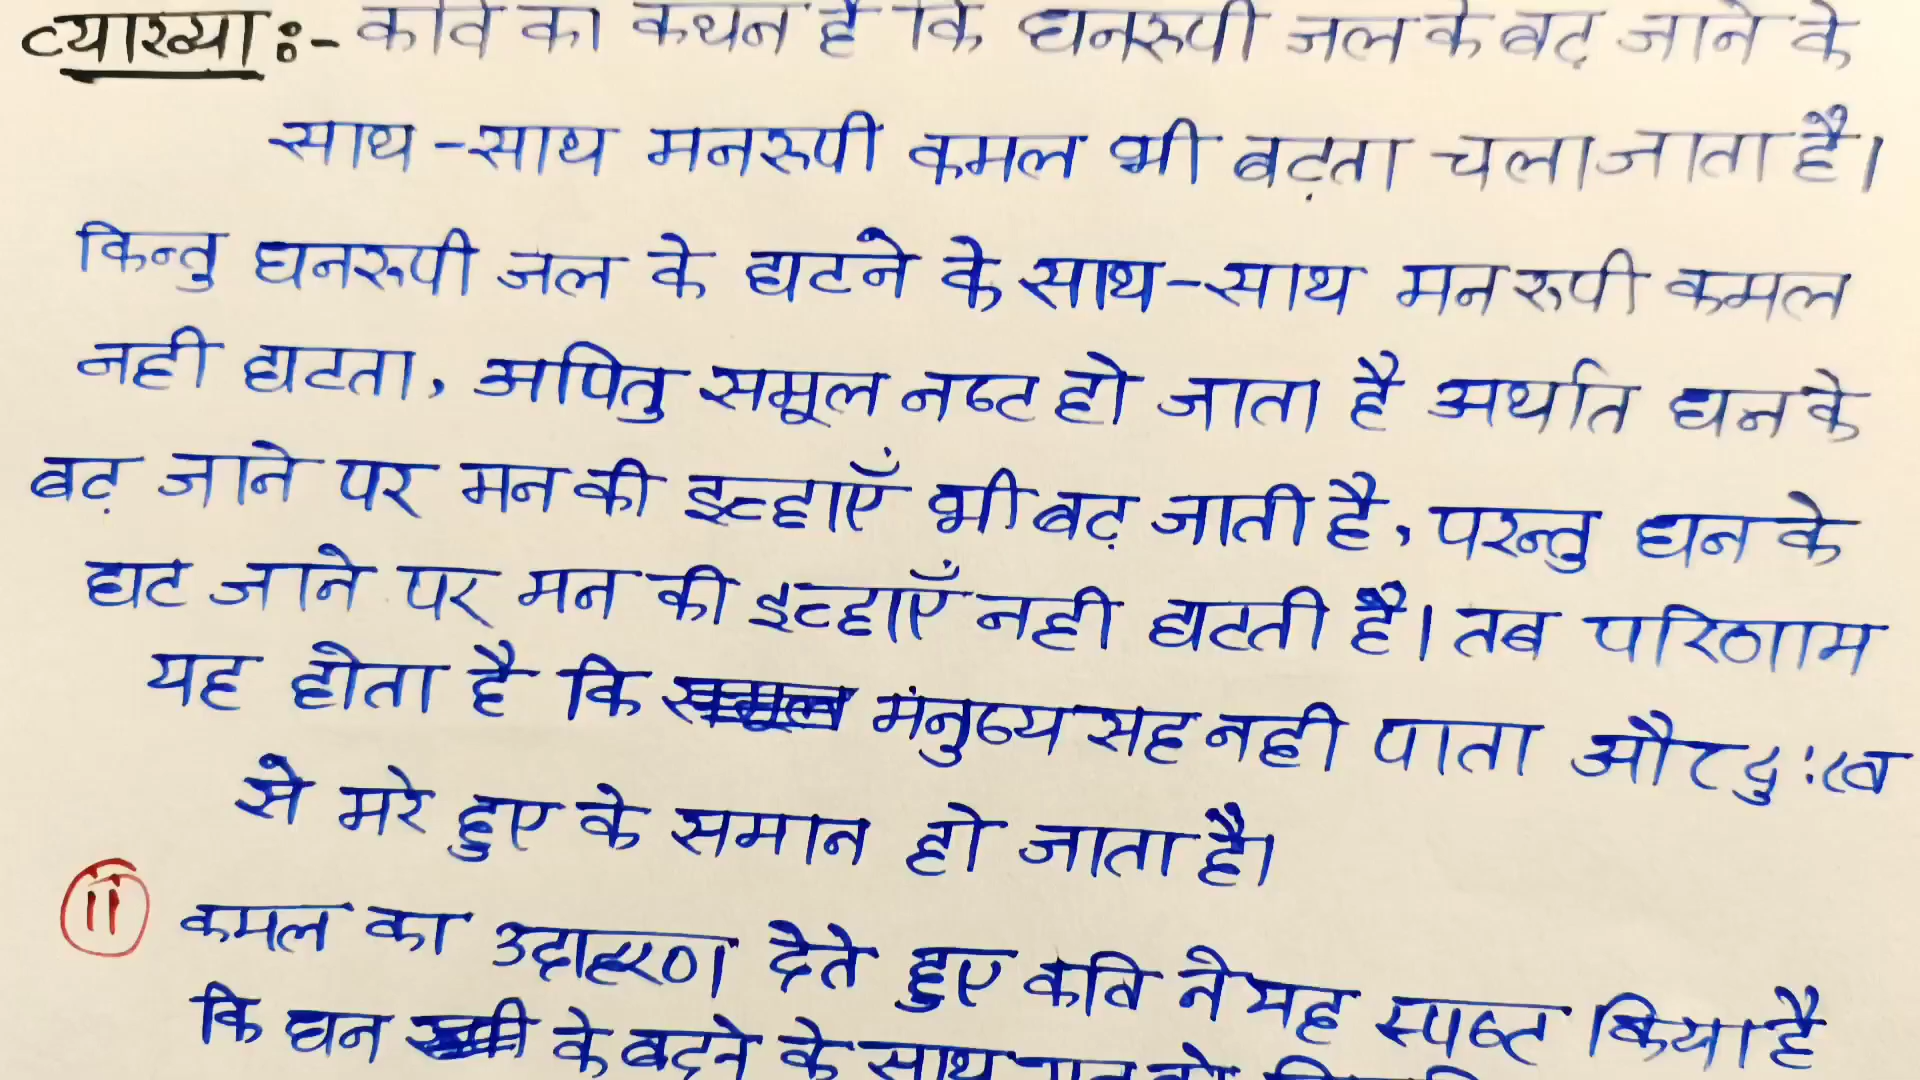 व्याख्या:- कवि का कथन है कि धनरूपी जल के बढ़ जाने के
साथ-साथ मनरूपी कमल भी बढ़ता चला जाता है।
किन्तु धनरूपी जल के घटने के साथ-साथ मनरूपी कमल
नही घटता, अपितु समूल नष्ट हो जाता है अर्थात धन के
बढ़ जाने पर मन की इच्छाएँ भी बढ़ जाती है, परन्तु धन के
घट जाने पर मन की इच्छाएँ नही घटती है। तब परिणाम
यह होता है कि मंनुष्य सह नही पाता और दुःख
से मरे हुए के समान हो जाता है।
ii कमल का उदाहरण देते हुए कवि ने यह स्पष्ट किया है
कि धन के बढ़ने के साथ